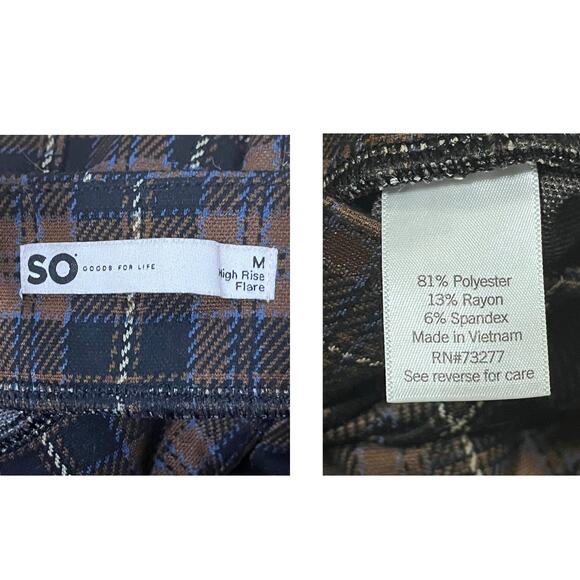 SO GOODS FOR LIFE
M
High Rise
Flare
81% Polyester
13% Rayon
6% Spandex
Made in Vietnam
RN#73277
See reverse for care